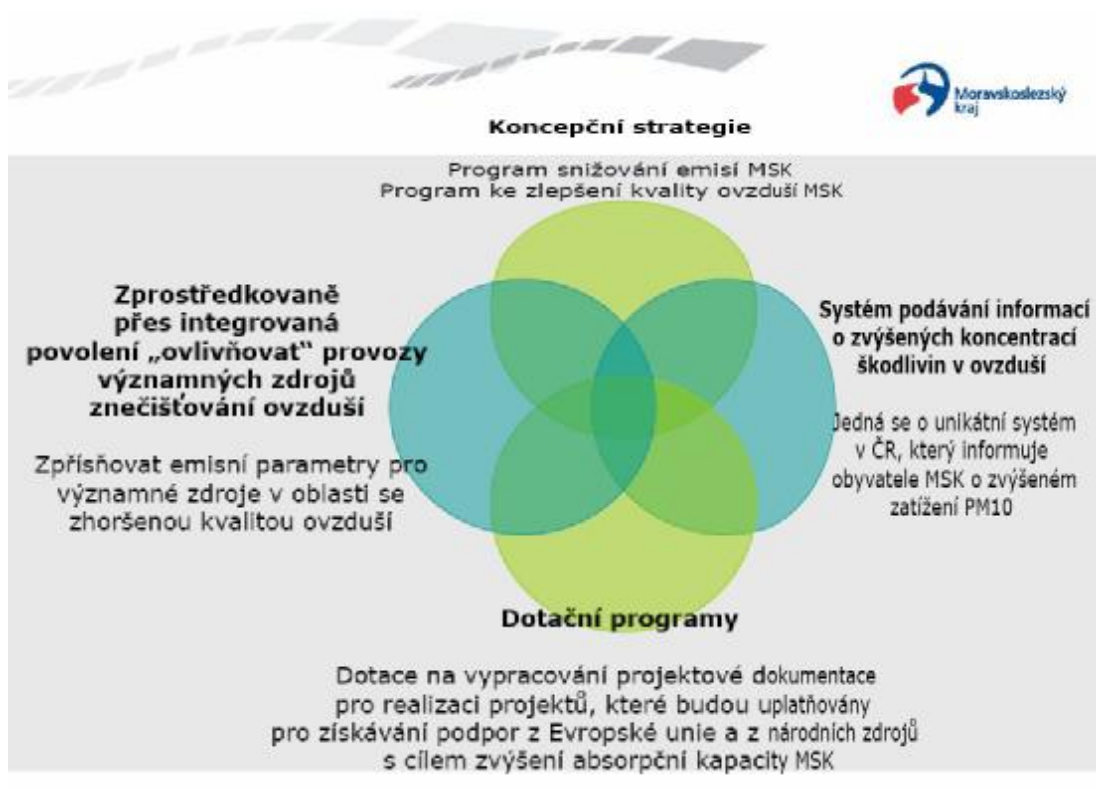 Moravskoslezský
kraj
Koncepční strategie
Program snižování emisí MSK
Program ke zlepšení kvality ovzduší MSK
Zprostředkovaně
přes integrovaná
povolení „ovlivňovat“ provozy
významných zdrojů
znečišťování ovzduší
Zpřísňovat emisní parametry pro
významné zdroje v oblasti se
zhoršenou kvalitou ovzduší
Systém podávání informací
o zvýšených koncentrací
škodlivin v ovzduší
Jedná se o unikátní systém
v ČR, který informuje
obyvatele MSK o zvýšeném
zatížení PM10
Dotační programy
Dotace na vypracování projektové dokumentace
pro realizaci projektů, které budou uplatňovány
pro získávání podpor z Evropské unie a z národních zdrojů
s cílem zvýšení absorpční kapacity MSK